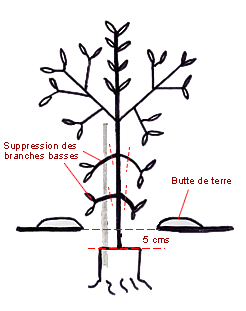 Suppression des
branches basses
Butte de terre
5 cms